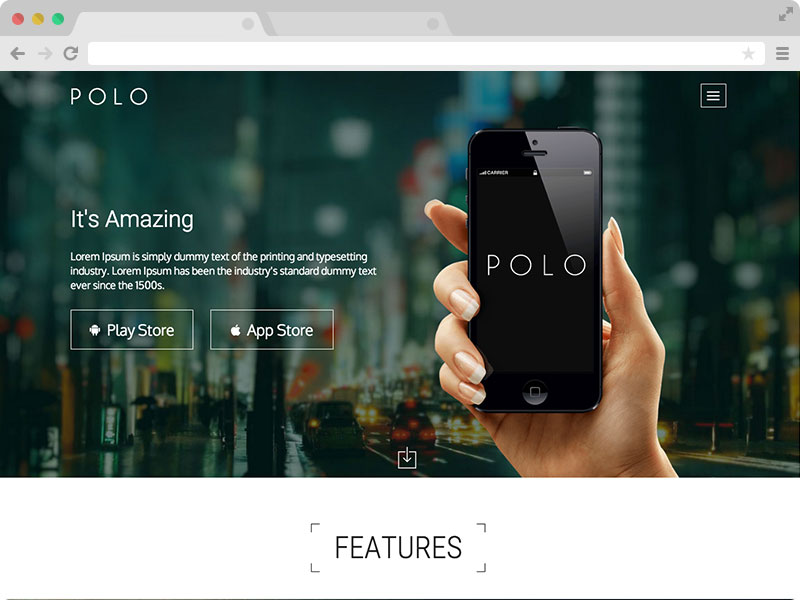 POLO
CARRIER
POLO
It's Amazing
Lorem Ipsum is simply dummy text of the printing and typesetting
industry. Lorem Ipsum has been the industry's standard dummy text
ever since the 1500s.
Play Store
App Store
FEATURES